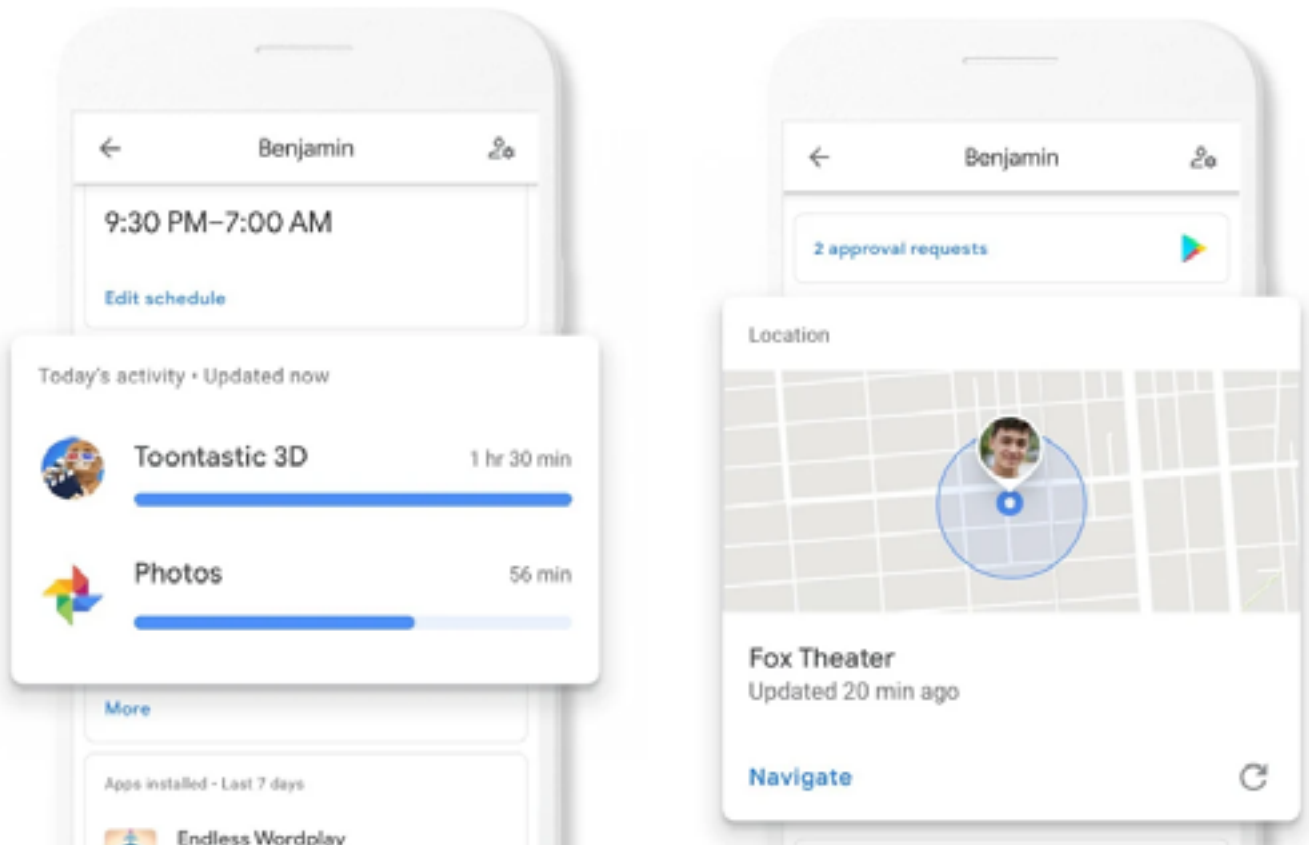 Benjamin
9:30 PM–7:00 AM
Edit schedule
Today's activity • Updated now
Toontastic 3D
1 hr 30 min
Photos
56 min
More
Apps installed - Last 7 days
Endless Wordplay
Benjamin
2 approval requests
Location
Fox Theater
Updated 20 min ago
Navigate